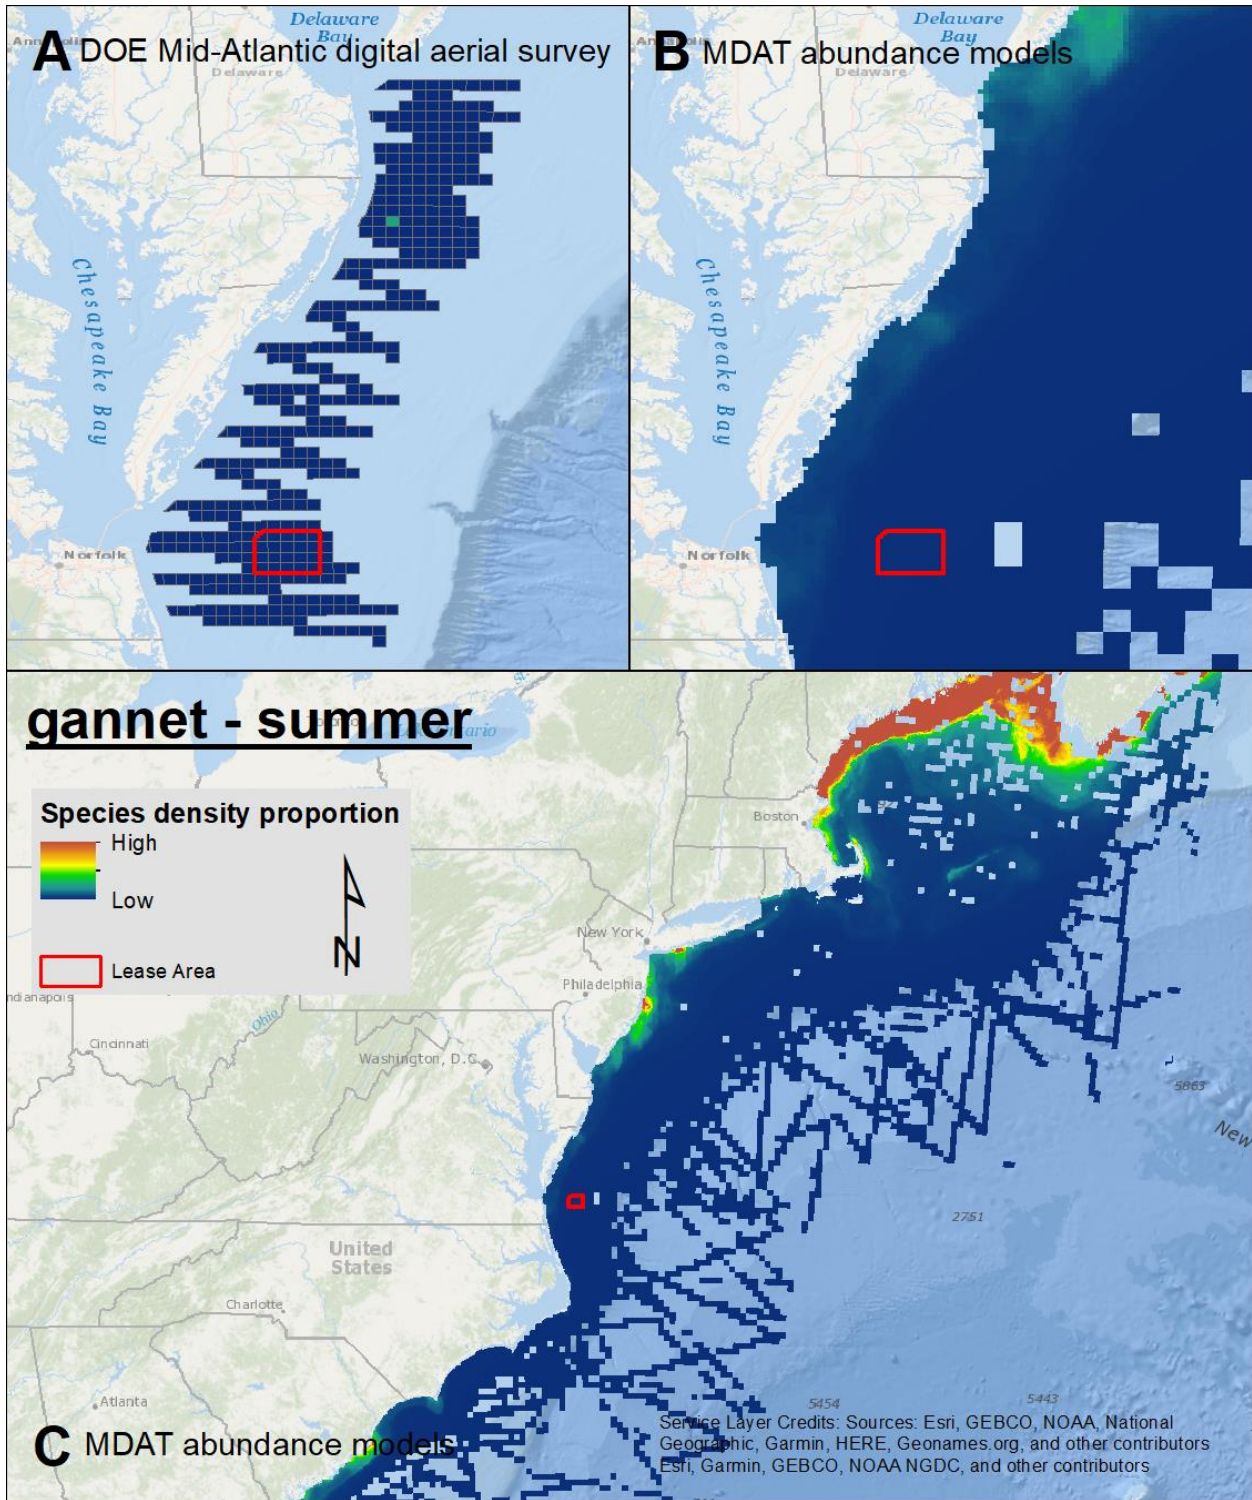 A DOE Mid-Atlantic digital aerial survey
Delaware
Bay
Delaware
Chesapeake Bay
Norfolk
B MDAT abundance models
Delaware
Bay
Delaware
Chesapeake Bay
Norfolk
gannet - summer
Species density proportion
High
Low
N
Lease Area
Boston
New York
Philadelphia
ndianapolis
Ohio
Cincinnati
Washington, D.C.
5863
New
2751
United
States
Charlotte
Atlanta
5454
5443
C MDAT abundance models
Service Layer Credits: Sources: Esri, GEBCO, NOAA, National
Geographic, Garmin, HERE, Geonames.org, and other contributors
Esri, Garmin, GEBCO, NOAA NGDC, and other contributors